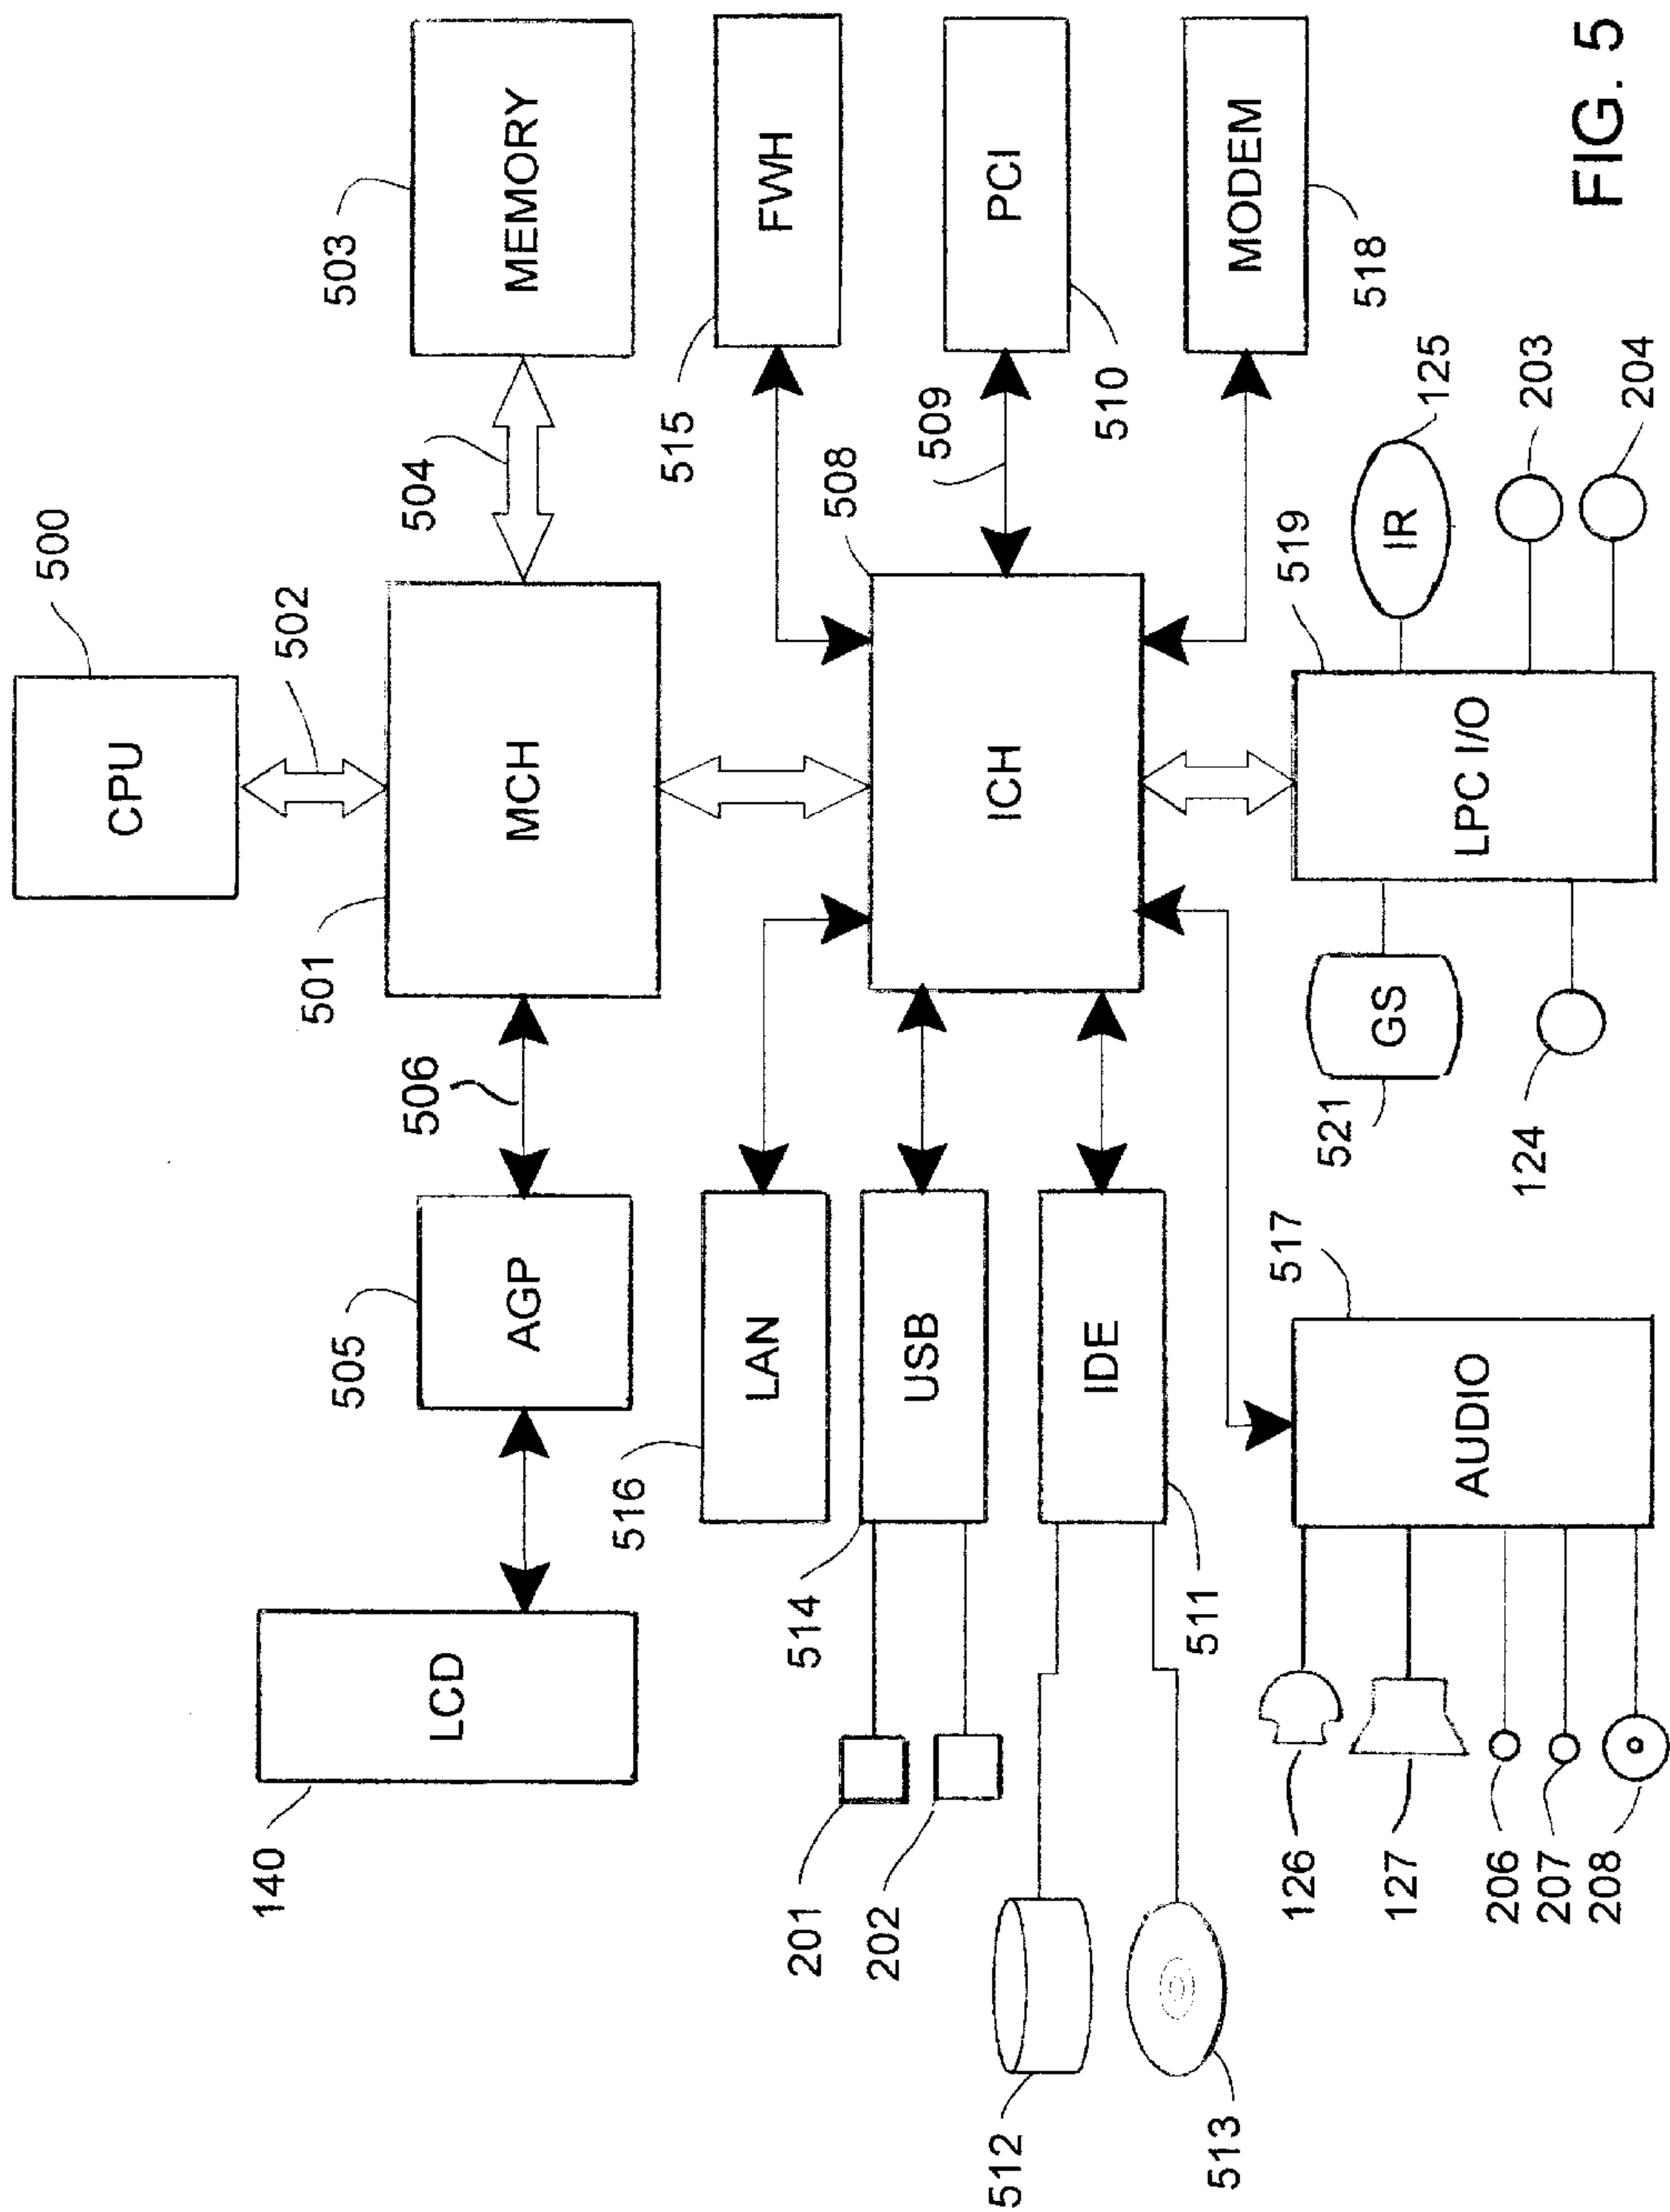 500
CPU
502
501
MCH
504
503
MEMORY
506
505
AGP
140
LCD
515
FWH
508
ICH
509
PCI
510
MODEM
518
516
LAN
514
USB
201
202
IDE
511
512
513
517
AUDIO
126
127
206
207
208
519
LPC I/O
IR
125
203
204
GS
521
124
FIG. 5